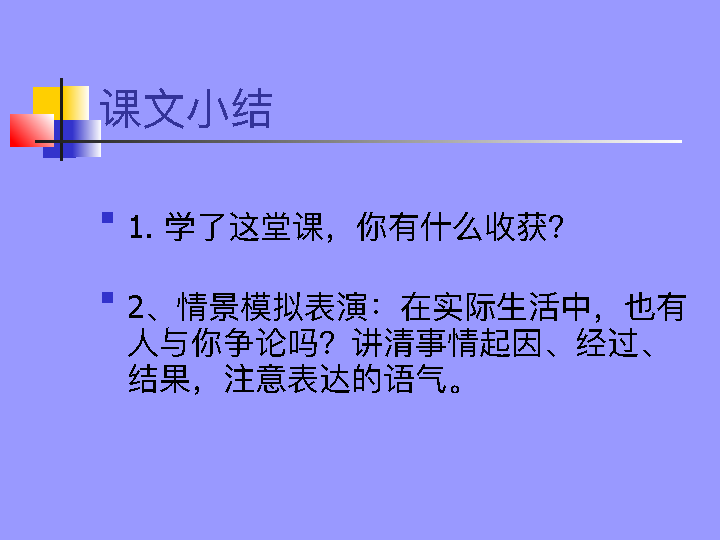 课文小结
1. 学了这堂课，你有什么收获？
2、情景模拟表演：在实际生活中，也有
人与你争论吗？讲清事情起因、经过、
结果，注意表达的语气。